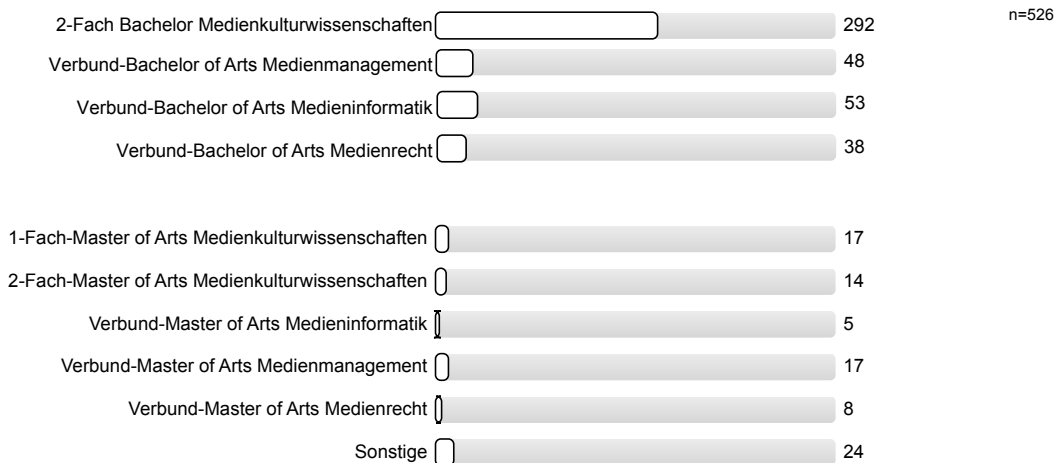 2-Fach Bachelor Medienkulturwissenschaften 292 n=526
Verbund-Bachelor of Arts Medienmanagement 48
Verbund-Bachelor of Arts Medieninformatik 53
Verbund-Bachelor of Arts Medienrecht 38
1-Fach-Master of Arts Medienkulturwissenschaften 17
2-Fach-Master of Arts Medienkulturwissenschaften 14
Verbund-Master of Arts Medieninformatik 5
Verbund-Master of Arts Medienmanagement 17
Verbund-Master of Arts Medienrecht 8
Sonstige 24